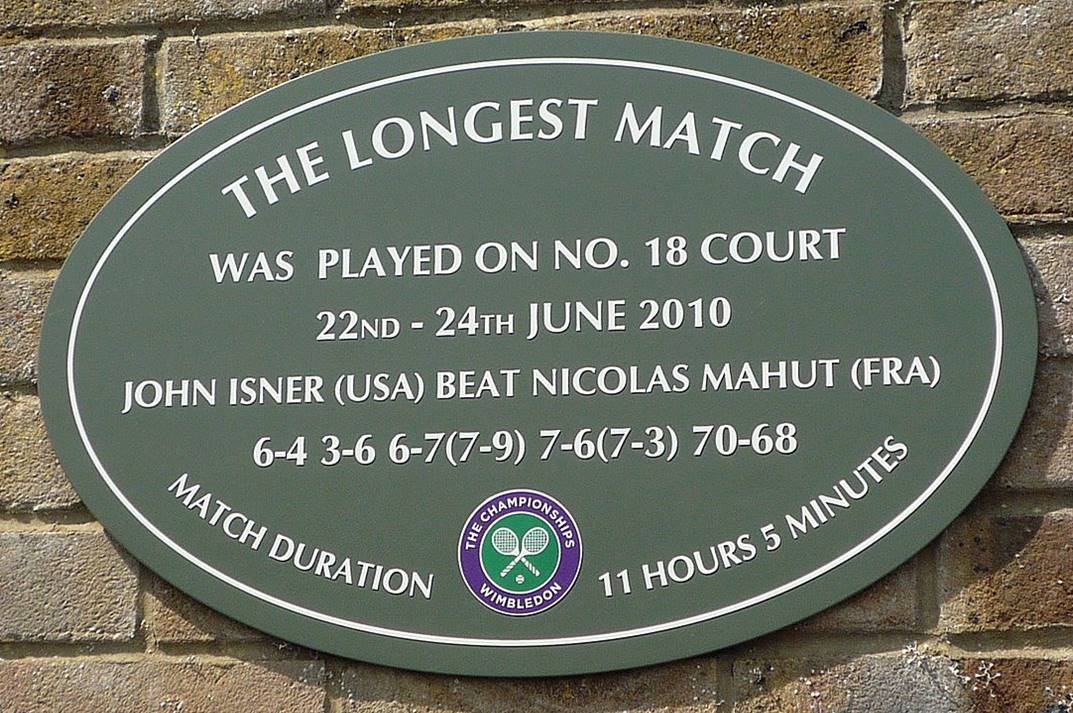 THE LONGEST MATCH
WAS PLAYED ON NO. 18 COURT
22ND - 24TH JUNE 2010
JOHN ISNER (USA) BEAT NICOLAS MAHUT (FRA)
6-4 3-6 6-7(7-9) 7-6(7-3) 70-68
MATCH DURATION
THE CHAMPIONSHIPS
WIMBLEDON
11 HOURS 5 MINUTES